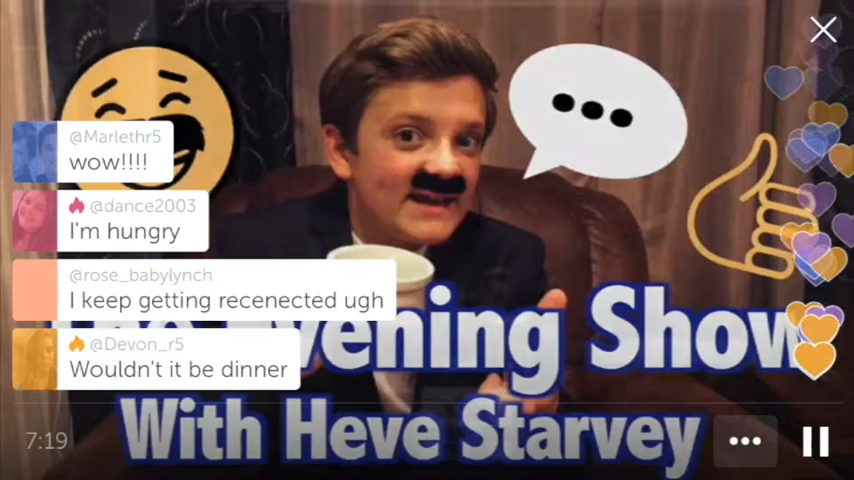 @Marlethr5
wow!!!!
@dance2003
I'm hungry
@rose_babylynch
I keep getting recenected ugh
@Devon_r5
Wouldn't it be dinner
Evening Show
With Heve Starvey
7:19